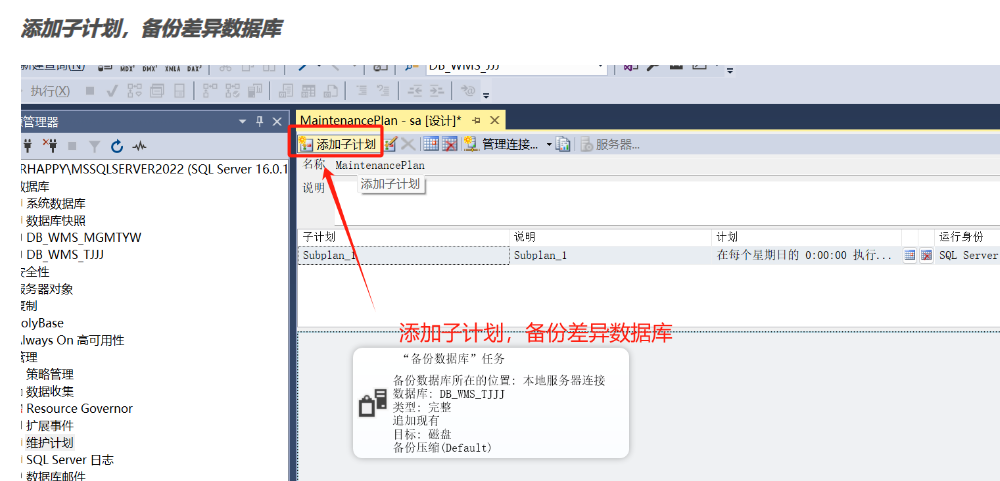 添加子计划，备份差异数据库
DB_WMS_JJJ
执行(X)
管理器
MaintenancePlan - sa [设计]*
添加子计划
管理连接...
服务器...
名称 MaintenancePlan
添加子计划
说明
RHAPPY\MSSQLSERVER2022 (SQL Server 16.0.1
数据库
系统数据库
数据库快照
DB_WMS_MGMTYW
DB_WMS_TJJJ
安全性
服务器对象
复制
olyBase
Always On 高可用性
管理
策略管理
数据收集
Resource Governor
扩展事件
维护计划
SQL Server 日志
数据库邮件
子计划 说明 计划 运行身份
Subplan_1 Subplan_1 在每个星期日的 0:00:00 执行... SQL Server
添加子计划，备份差异数据库
“备份数据库”任务
备份数据库所在的位置: 本地服务器连接
数据库: DB_WMS_TJJJ
类型: 完整
追加现有
目标: 磁盘
备份压缩(Default)